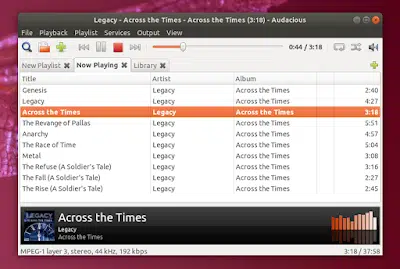 Legacy - Across the Times - Across the Times (3:18) - Audacious
File Playback Playlist Services Output View
0:44 / 3:18
New Playlist Now Playing Library
Title Artist Album
Genesis Legacy Across the Times 2:40
Legacy Legacy Across the Times 4:27
Across the Times Legacy Across the Times 3:18
The Revange of Pallas Legacy Across the Times 5:51
Anarchy Legacy Across the Times 4:57
The Race of Time Legacy Across the Times 5:04
Metal Legacy Across the Times 3:08
The Refuse (A Soldier's Tale) Legacy Across the Times 3:16
The Fall (A Soldier's Tale) Legacy Across the Times 2:27
The Rise (A Soldier's Tale) Legacy Across the Times 2:45
LEGACY
Across the Times
Legacy
Across the Times
MPEG-1 layer 3, stereo, 44 kHz, 192 kbps 3:18 / 37:58